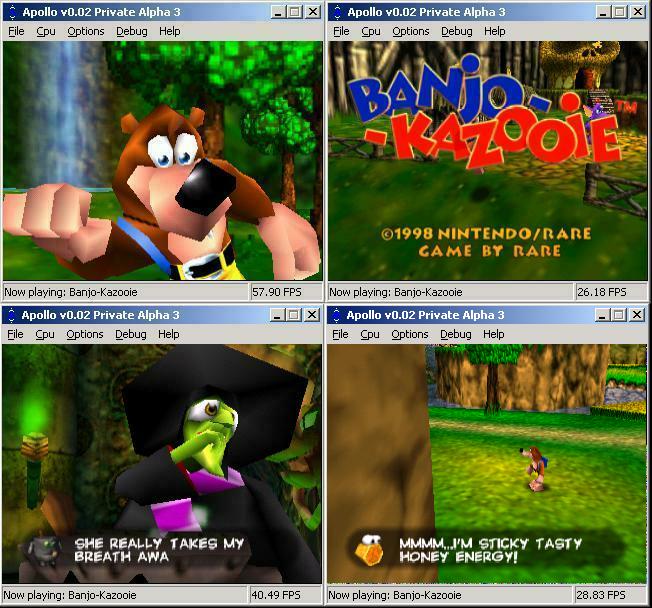 Apollo v0.02 Private Alpha 3
File Cpu Options Debug Help
Now playing: Banjo-Kazooie 57.90 FPS
Apollo v0.02 Private Alpha 3
File Cpu Options Debug Help
BANJO-
-KAZOOIE™
©1998 NINTENDO/RARE
GAME BY RARE
Now playing: Banjo-Kazooie 26.18 FPS
Apollo v0.02 Private Alpha 3
File Cpu Options Debug Help
SHE REALLY TAKES MY
BREATH AWA
Now playing: Banjo-Kazooie 40.49 FPS
Apollo v0.02 Private Alpha 3
File Cpu Options Debug Help
MMMM...I'M STICKY TASTY
HONEY ENERGY!
Now playing: Banjo-Kazooie 28.83 FPS